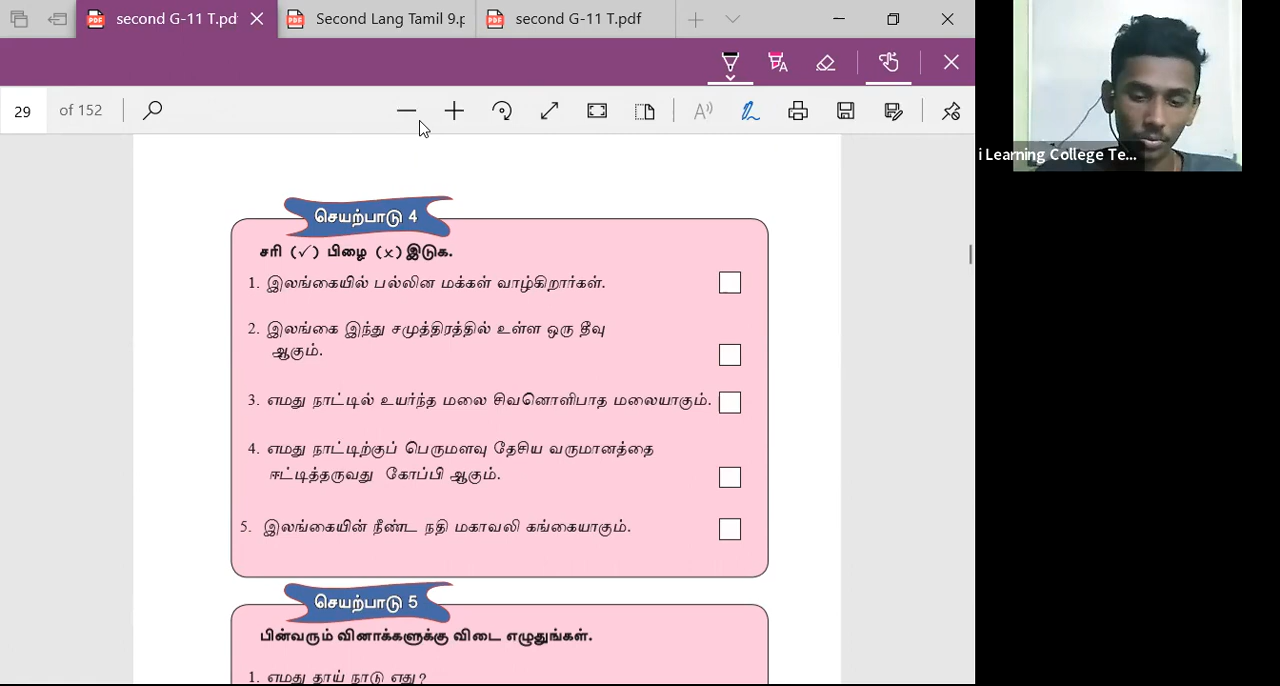 second G-11 T.pd
Second Lang Tamil 9.p
second G-11 T.pdf
29 of 152
i Learning College Te...
செயற்பாடு 4
சரி (✓) பிழை (x) இடுக.
1. இலங்கையில் பல்லின மக்கள் வாழ்கிறார்கள்.
2. இலங்கை இந்து சமுத்திரத்தில் உள்ள ஒரு தீவு
ஆகும்.
3. எமது நாட்டில் உயர்ந்த மலை சிவனொளிபாத மலையாகும்.
4. எமது நாட்டிற்குப் பெருமளவு தேசிய வருமானத்தை
ஈட்டித்தருவது கோப்பி ஆகும்.
5. இலங்கையின் நீண்ட நதி மகாவலி கங்கையாகும்.
செயற்பாடு 5
பின்வரும் வினாக்களுக்கு விடை எழுதுங்கள்.
1. எமது தாய் நாடு எது?